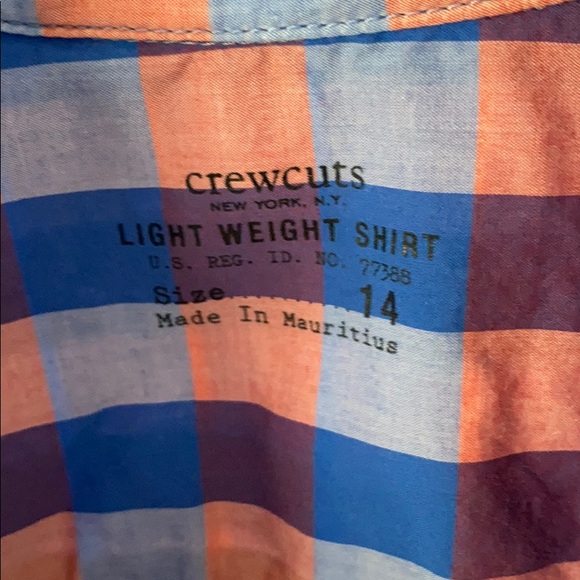 crewcuts
NEW YORK, N.Y.
LIGHT WEIGHT SHIRT
U.S. REG. ID. NO. 77388
Size........... 14
Made In Mauritius